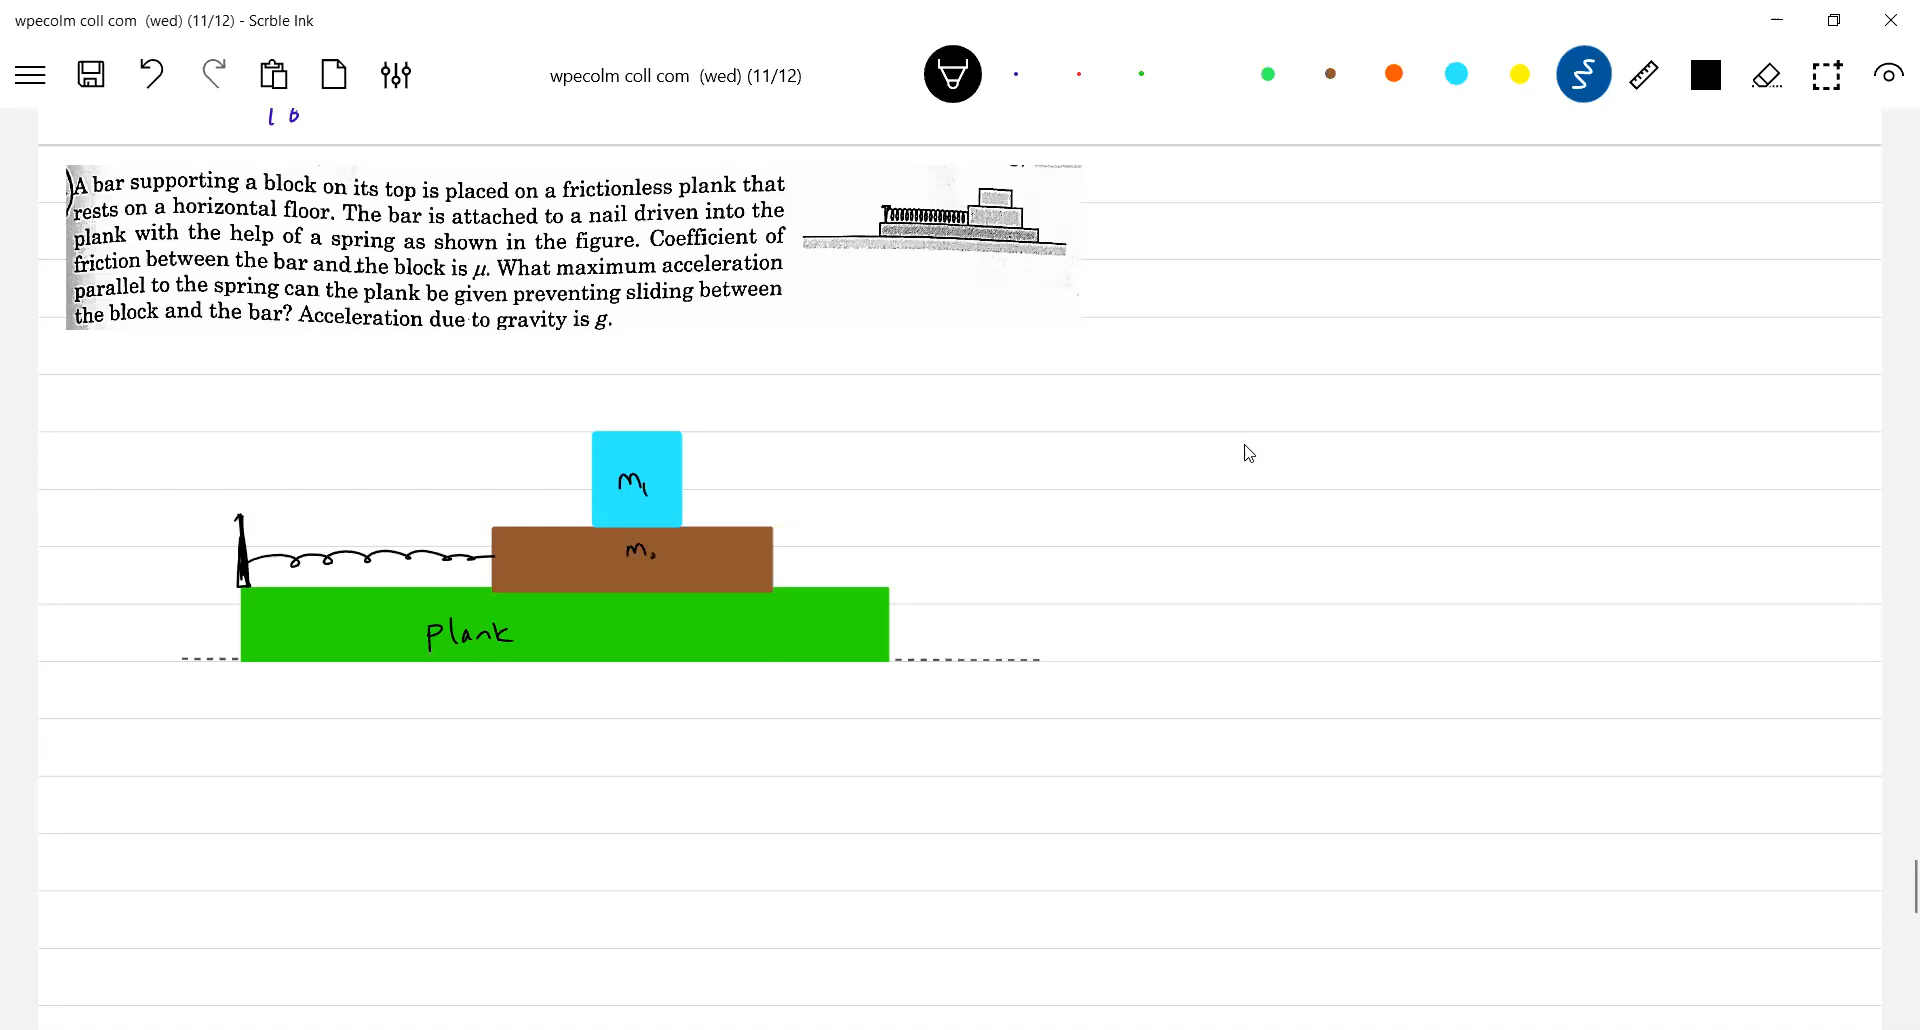 wpecolm coll com (wed) (11/12) - Scrble Ink
wpecolm coll com (wed) (11/12)
A bar supporting a block on its top is placed on a frictionless plank that
rests on a horizontal floor. The bar is attached to a nail driven into the
plank with the help of a spring as shown in the figure. Coefficient of
friction between the bar and the block is μ. What maximum acceleration
parallel to the spring can the plank be given preventing sliding between
the block and the bar? Acceleration due to gravity is g.
m₁
plank